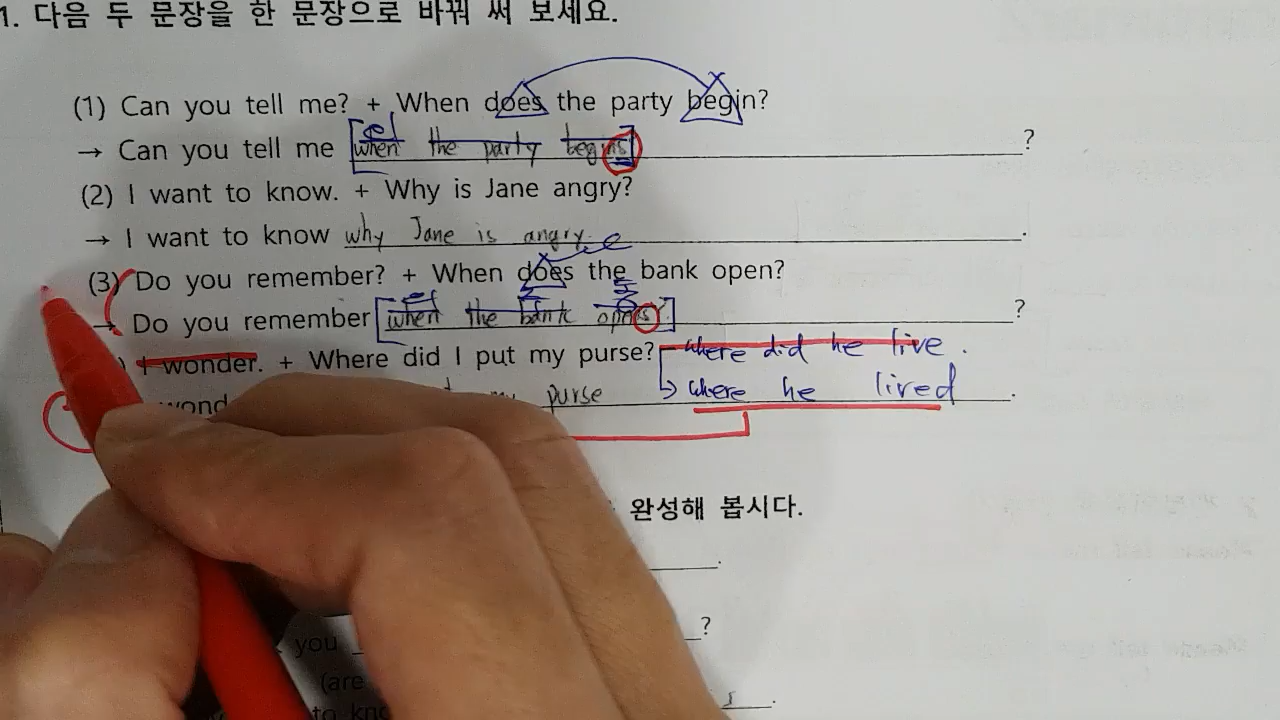 1. 다음 두 문장을 한 문장으로 바꿔 써 보세요.
(1) Can you tell me? + When does the party begin?
→ Can you tell me when the party begins ?
(2) I want to know. + Why is Jane angry?
→ I want to know why Jane is angry.
(3) Do you remember? + When does the bank open?
→ Do you remember when the bank opens ?
) I wonder. + Where did I put my purse? where did he live.
wond my purse where he lived .
완성해 봅시다.
.
?
you
(are
to kno